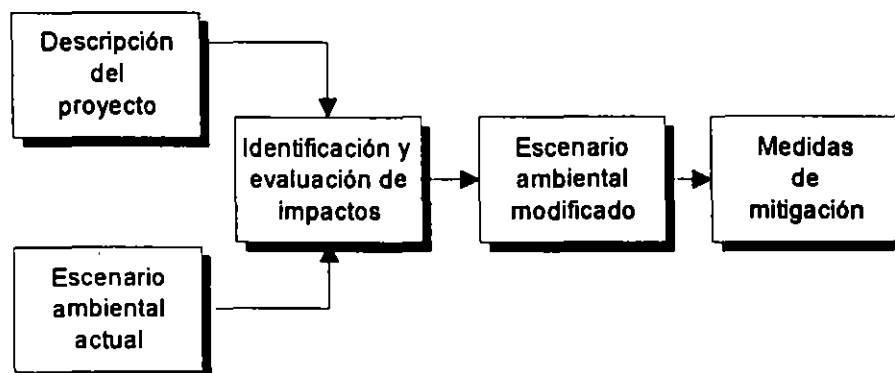 Descripción
del
proyecto
Identificación y
evaluación de
impactos
Escenario
ambiental
modificado
Medidas
de
mitigación
Escenario
ambiental
actual